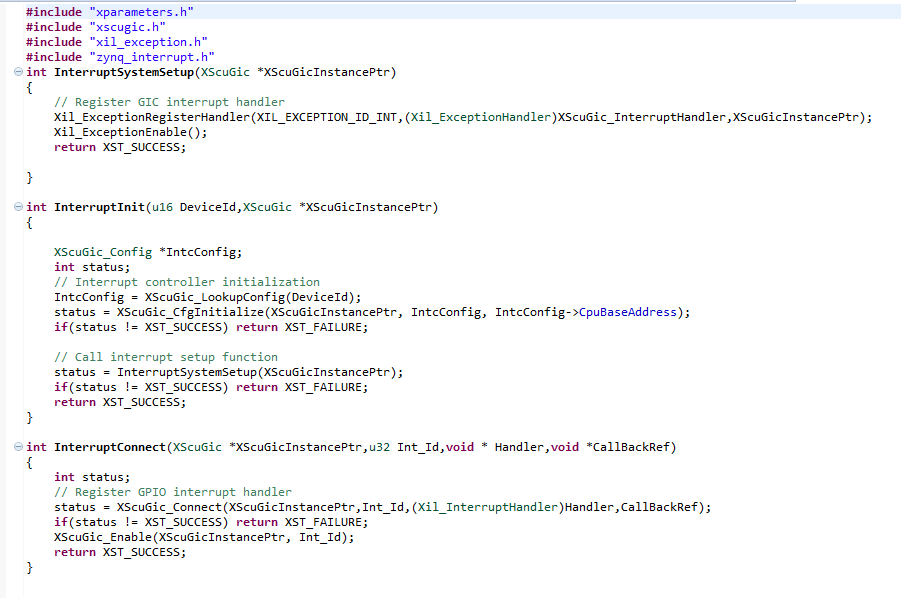 #include "xparameters.h"
#include "xscugic.h"
#include "xil_exception.h"
#include "zynq_interrupt.h"
int InterruptSystemSetup(XScuGic *XScuGicInstancePtr)
{
    // Register GIC interrupt handler
    Xil_ExceptionRegisterHandler(XIL_EXCEPTION_ID_INT,(Xil_ExceptionHandler)XScuGic_InterruptHandler,XScuGicInstancePtr);
    Xil_ExceptionEnable();
    return XST_SUCCESS;

}

int InterruptInit(u16 DeviceId,XScuGic *XScuGicInstancePtr)
{

    XScuGic_Config *IntcConfig;
    int status;
    // Interrupt controller initialization
    IntcConfig = XScuGic_LookupConfig(DeviceId);
    status = XScuGic_CfgInitialize(XScuGicInstancePtr, IntcConfig, IntcConfig->CpuBaseAddress);
    if(status != XST_SUCCESS) return XST_FAILURE;

    // Call interrupt setup function
    status = InterruptSystemSetup(XScuGicInstancePtr);
    if(status != XST_SUCCESS) return XST_FAILURE;
    return XST_SUCCESS;
}

int InterruptConnect(XScuGic *XScuGicInstancePtr,u32 Int_Id,void * Handler,void *CallBackRef)
{
    int status;
    // Register GPIO interrupt handler
    status = XScuGic_Connect(XScuGicInstancePtr,Int_Id,(Xil_InterruptHandler)Handler,CallBackRef);
    if(status != XST_SUCCESS) return XST_FAILURE;
    XScuGic_Enable(XScuGicInstancePtr, Int_Id);
    return XST_SUCCESS;
}